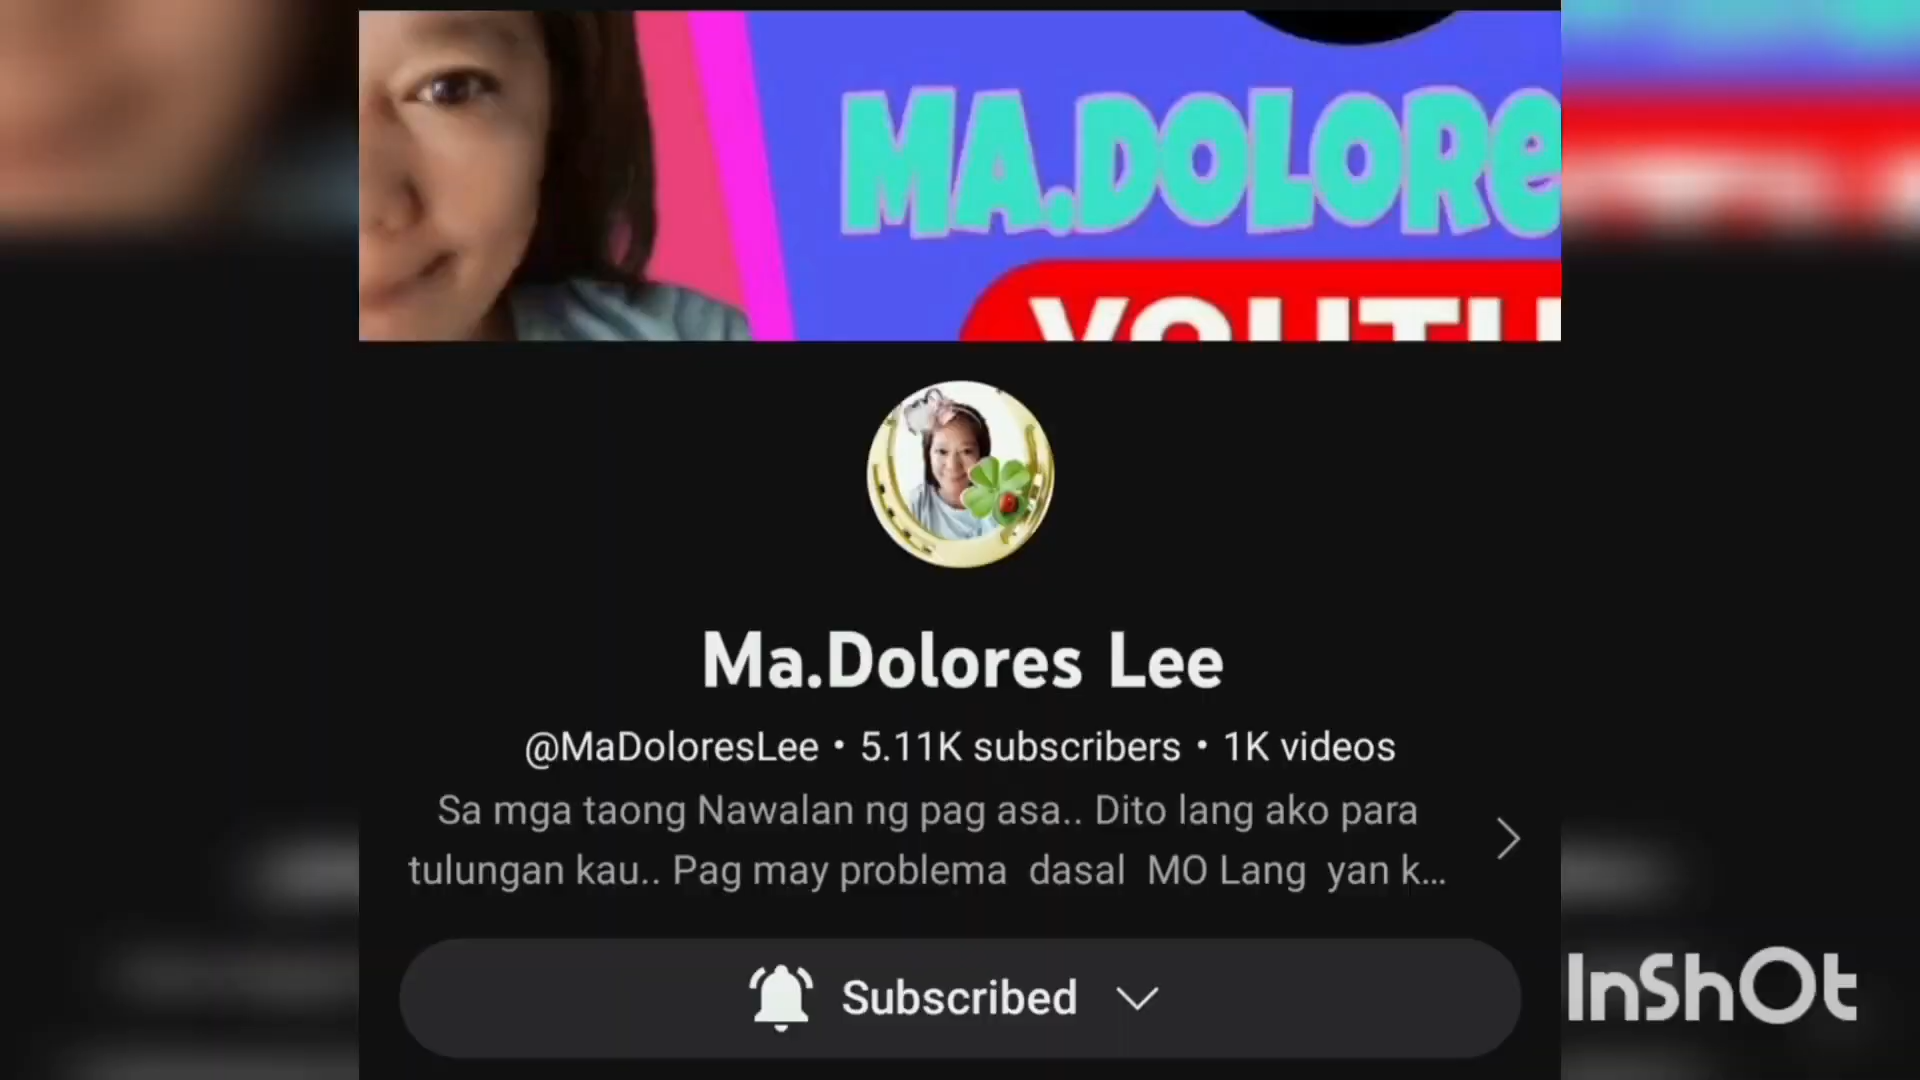 MA.DOLORe
YOUTU
Ma.Dolores Lee
@MaDoloresLee • 5.11K subscribers • 1K videos
Sa mga taong Nawalan ng pag asa.. Dito lang ako para
tulungan kau.. Pag may problema dasal MO Lang yan k...
Subscribed
InShOt